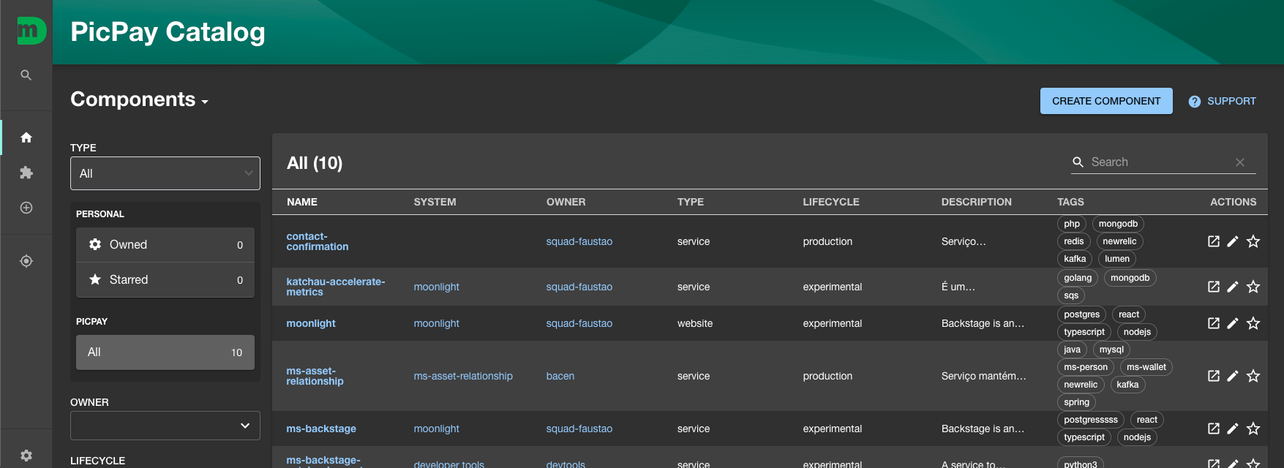 m
PicPay Catalog
Components
CREATE COMPONENT
SUPPORT
TYPE
All
PERSONAL
Owned 0
Starred 0
PICPAY
All 10
OWNER
LIFECYCLE
All (10)
Search
NAME SYSTEM OWNER TYPE LIFECYCLE DESCRIPTION TAGS ACTIONS
contact-
confirmation
squad-faustao service production Serviço...
php mongodb
redis newrelic
kafka lumen
katchau-accelerate-
metrics
moonlight squad-faustao service experimental É um...
golang mongodb
sqs
moonlight moonlight squad-faustao website experimental Backstage is an...
postgres react
typescript nodejs
ms-asset-
relationship
ms-asset-relationship bacen service production Serviço mantém...
java mysql
ms-person ms-wallet
newrelic kafka
spring
ms-backstage moonlight squad-faustao service experimental Backstage is an...
postgresssss react
typescript nodejs
ms-backstage-
developer tools devtools service experimental A service to...
python3